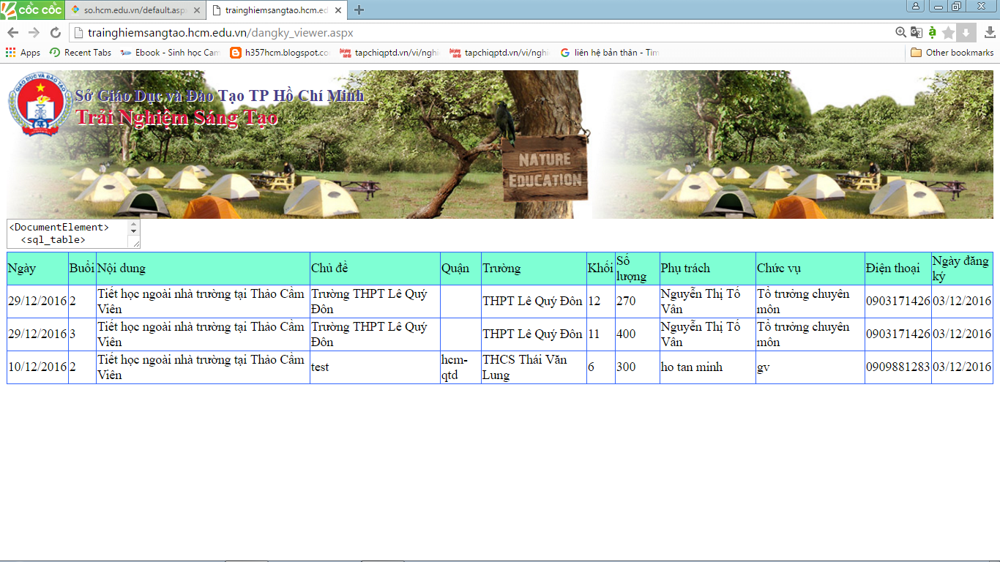 cốc cốc
so.hcm.edu.vn/default.asp
trainghiemsangtao.hcm.ed
trainghiemsangtao.hcm.edu.vn/dangky_viewer.aspx
Apps Recent Tabs Ebook - Sinh học Cam h357hcm.blogspot.co tapchiqptd.vn/vi/nghi tapchiqptd.vn/vi/nghi liên hệ bản thân - Tìm Other bookmarks
Sở Giáo Dục và Đào Tạo TP Hồ Chí Minh
Trải Nghiệm Sáng Tạo
NATURE
EDUCATION
<DocumentElement>
<sql_table>
Ngày Buổi Nội dung Chủ đề Quận Trường Khối Số lượng Phụ trách Chức vụ Điện thoại Ngày đăng ký
29/12/2016 2 Tiết học ngoài nhà trường tại Thảo Cầm Viên Trường THPT Lê Quý Đôn THPT Lê Quý Đôn 12 270 Nguyễn Thị Tố Vân Tổ trưởng chuyên môn 0903171426 03/12/2016
29/12/2016 3 Tiết học ngoài nhà trường tại Thảo Cầm Viên Trường THPT Lê Quý Đôn THPT Lê Quý Đôn 11 400 Nguyễn Thị Tố Vân Tổ trưởng chuyên môn 0903171426 03/12/2016
10/12/2016 2 Tiết học ngoài nhà trường tại Thảo Cầm Viên test hcm-qtd THCS Thái Văn Lung 6 300 ho tan minh gv 0909881283 03/12/2016